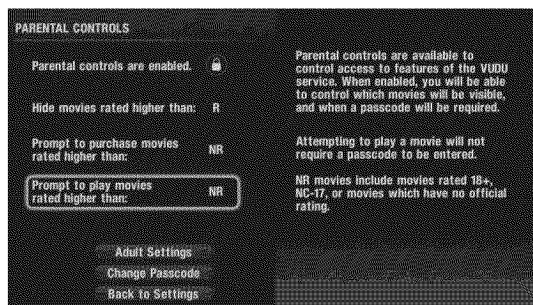 PARENTAL CONTROLS
Parental controls are enabled.
Hide movies rated higher than: R
Prompt to purchase movies
rated higher than: NR
Prompt to play movies
rated higher than: NR
Adult Settings
Change Passcode
Back to Settings
Parental controls are available to
control access to features of the VUDU
service. When enabled, you will be able
to control which movies will be visible,
and when a passcode will be required.
Attempting to play a movie will not
require a passcode to be entered.
NR movies include movies rated 18+,
NC-17, or movies which have no official
rating.